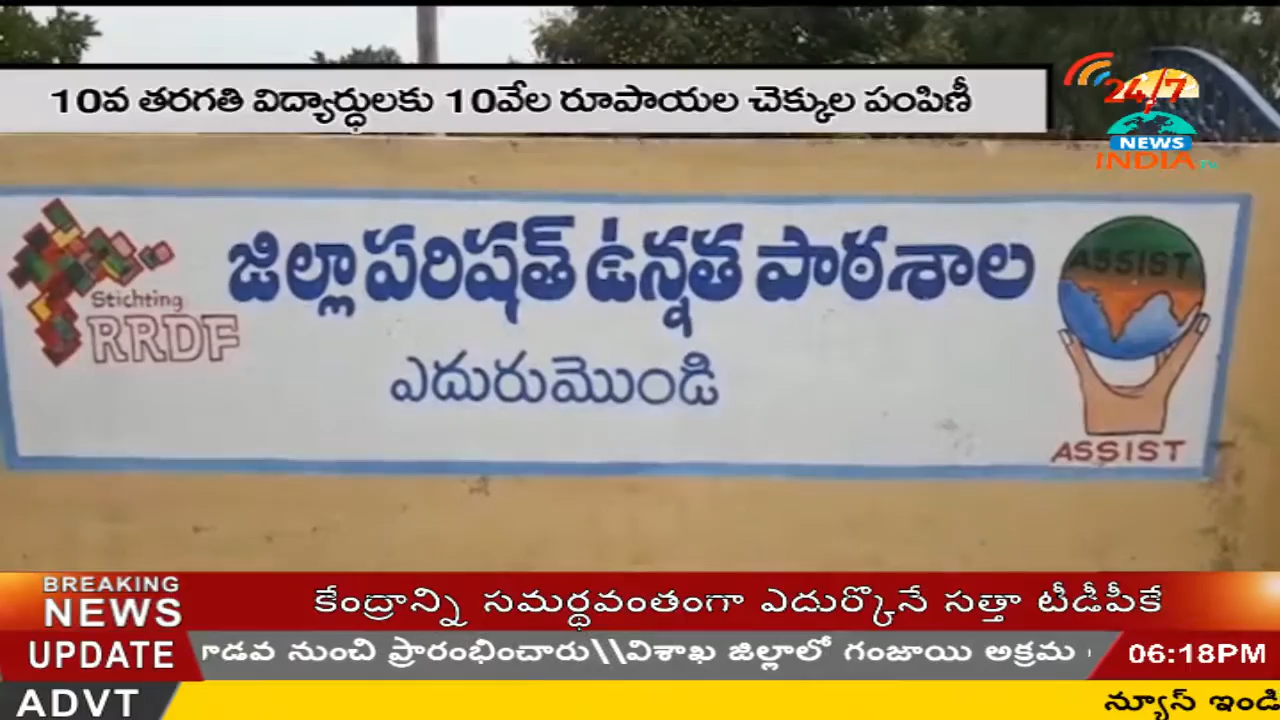 10వ తరగతి విద్యార్ధులకు 10వేల రూపాయల చెక్కుల పంపిణీ
24/7
NEWS
INDIA TV
జిల్లా పరిషత్ ఉన్నత పాఠశాల
Stichting
RRDF
ఎదురుమొండి
ASSIST
ASSIST
BREAKING
NEWS
కేంద్రాన్ని సమర్థవంతంగా ఎదుర్కొనే సత్తా టీడీపీకే
UPDATE
నుంచి ప్రారంభించారు\\విశాఖ జిల్లాలో గంజాయి అక్రమ
06:18PM
ADVT
న్యూస్